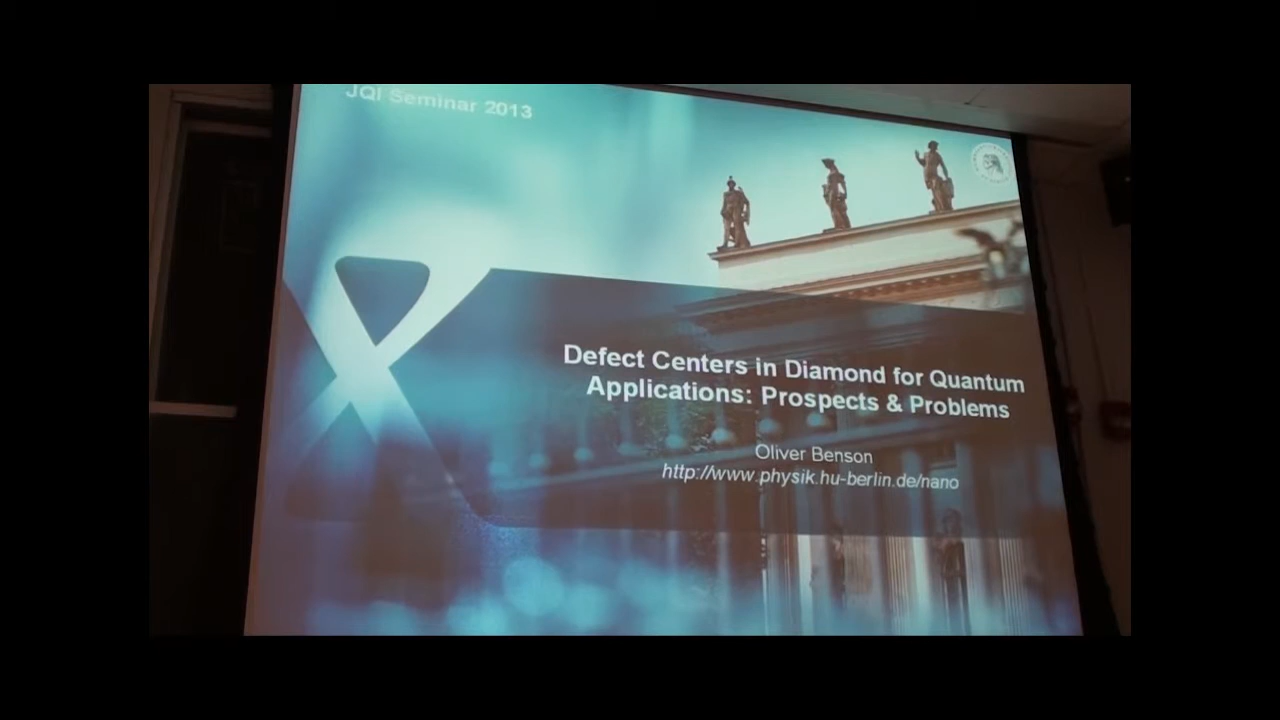 JQI Seminar 2013
Defect Centers in Diamond for Quantum
Applications: Prospects & Problems
Oliver Benson
http://www.physik.hu-berlin.de/nano